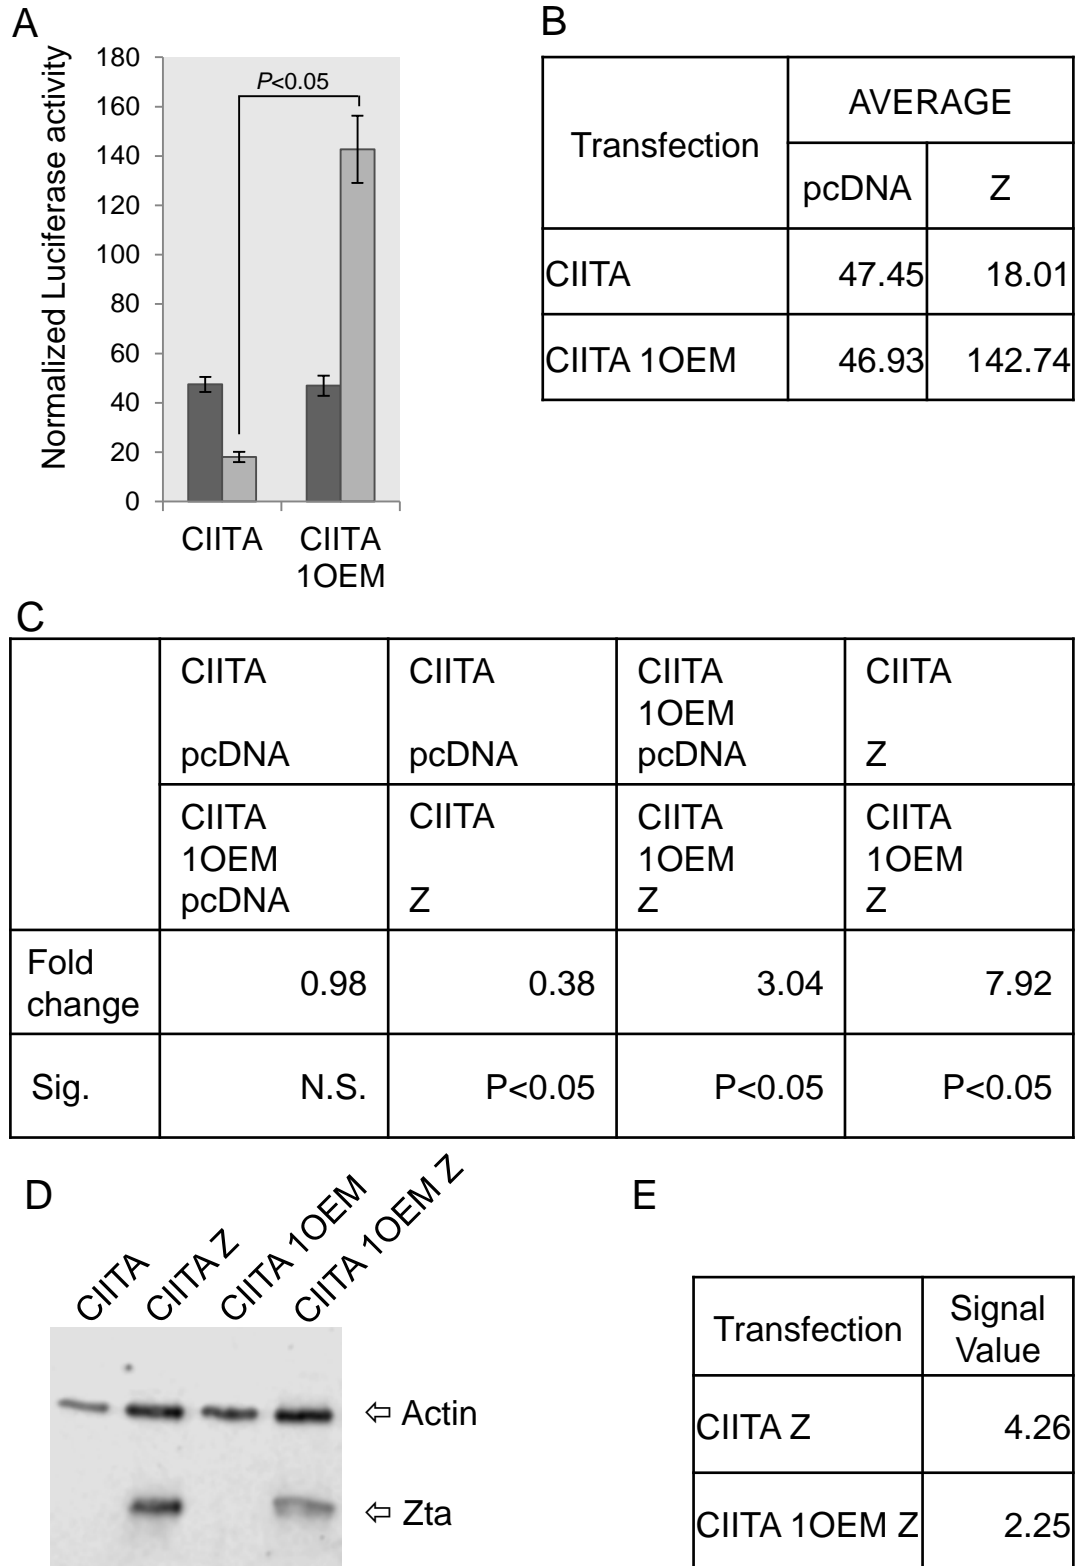 A
Normalized Luciferase activity
180
160
140
120
100
80
60
40
20
0
P<0.05
CIITA
CIITA
1OEM
B
Transfection
AVERAGE
pcDNA
Z
CIITA
47.45
18.01
CIITA 1OEM
46.93
142.74
C
CIITA
pcDNA
CIITA
pcDNA
CIITA
1OEM
pcDNA
CIITA
Z
CIITA
1OEM
pcDNA
CIITA
Z
CIITA
1OEM
Z
CIITA
1OEM
Z
Fold
change
0.98
0.38
3.04
7.92
Sig.
N.S.
P<0.05
P<0.05
P<0.05
D
CIITA
CIITA Z
CIITA 1OEM
CIITA 1OEM Z
⇦ Actin
⇦ Zta
E
Transfection
Signal
Value
CIITA Z
4.26
CIITA 1OEM Z
2.25